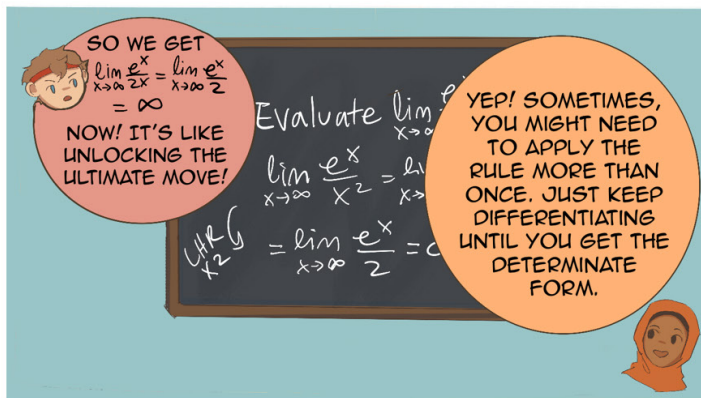 SO WE GET
lim x→∞ e^x/2x = lim x→∞ e^x/2
= ∞
NOW! IT'S LIKE
UNLOCKING THE
ULTIMATE MOVE!
Evaluate lim x→∞
lim x→∞ e^x/x^2 =
LHR x2
= lim x→∞ e^x/2 =
YEP! SOMETIMES,
YOU MIGHT NEED
TO APPLY THE
RULE MORE THAN
ONCE. JUST KEEP
DIFFERENTIATING
UNTIL YOU GET THE
DETERMINATE
FORM.